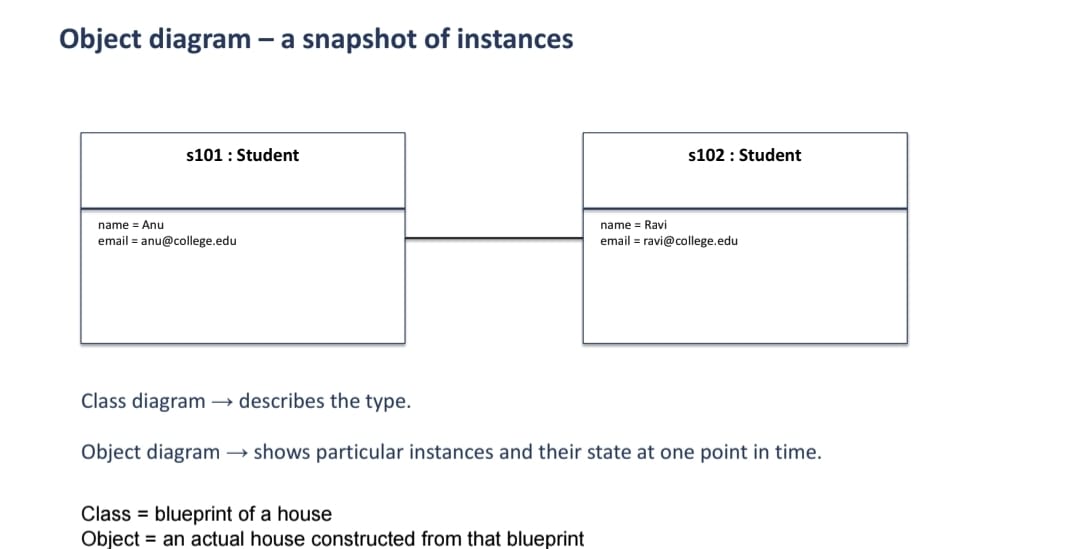 Object diagram – a snapshot of instances
s101 : Student
name = Anu
email = anu@college.edu
s102 : Student
name = Ravi
email = ravi@college.edu
Class diagram → describes the type.
Object diagram → shows particular instances and their state at one point in time.
Class = blueprint of a house
Object = an actual house constructed from that blueprint